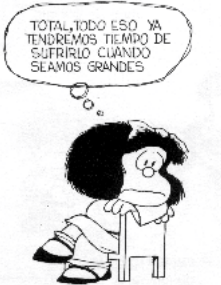 TOTAL, TODO ESO YA
TENDREMOS TIEMPO DE
SUFRIRLO CUANDO
SEAMOS GRANDES